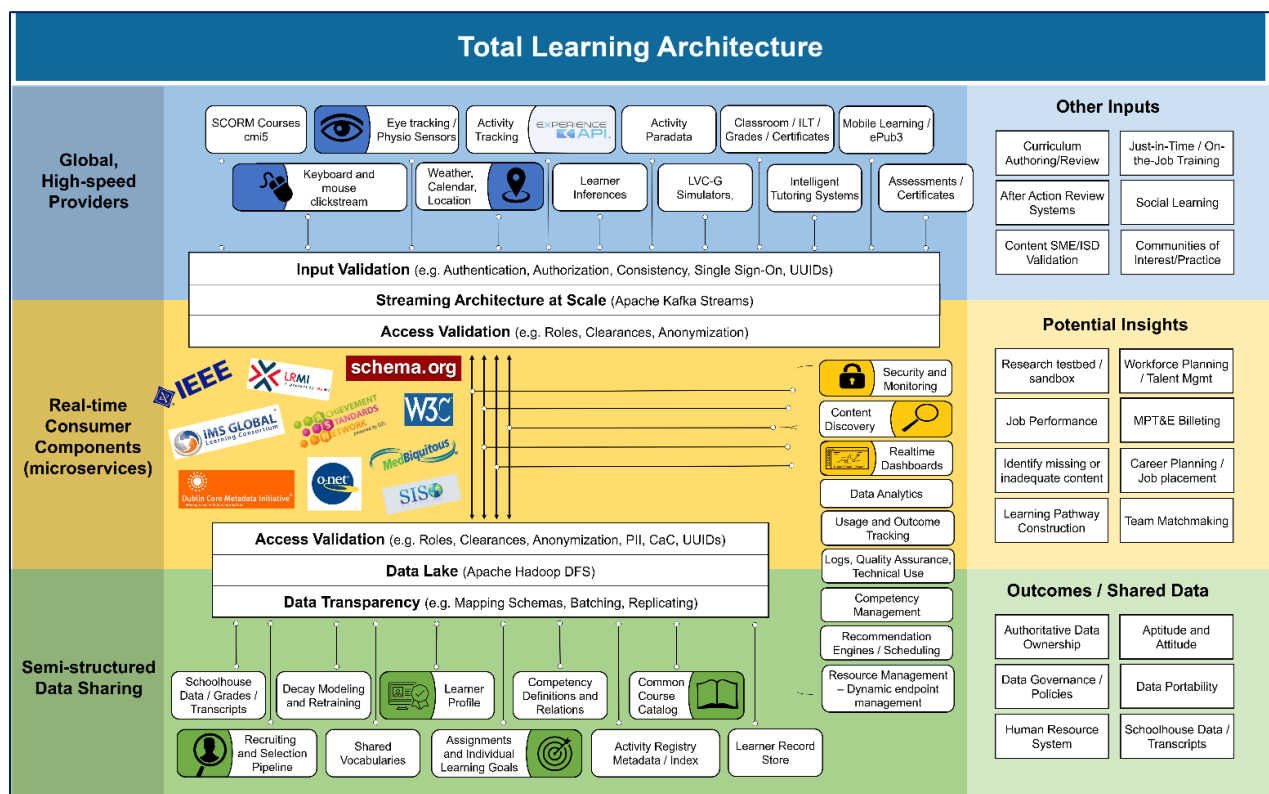 Total Learning Architecture
Global,
High-speed
Providers
SCORM Courses
cmi5
Eye tracking /
Physio Sensors
Activity
Tracking
EXPERIENCE
API.
Activity
Paradata
Classroom / ILT /
Grades / Certificates
Mobile Learning /
ePub3
Keyboard and
mouse
clickstream
Weather,
Calendar,
Location
Learner
Inferences
LVC-G
Simulators,
Intelligent
Tutoring Systems
Assessments /
Certificates
Input Validation (e.g. Authentication, Authorization, Consistency, Single Sign-On, UUIDs)
Streaming Architecture at Scale (Apache Kafka Streams)
Access Validation (e.g. Roles, Clearances, Anonymization)
Other Inputs
Curriculum
Authoring/Review
Just-in-Time / On-
the-Job Training
After Action Review
Systems
Social Learning
Content SME/ISD
Validation
Communities of
Interest/Practice
Real-time
Consumer
Components
(microservices)
IEEE
LRMI
schema.org
IMS GLOBAL
Learning Consortium
ACHIEVEMENT
STANDARDS
NETWORK
W3C
MedBiquitous
Dublin Core Metadata Initiative
o·net
SISO
Security and
Monitoring
Content
Discovery
Realtime
Dashboards
Data Analytics
Usage and Outcome
Tracking
Logs, Quality Assurance,
Technical Use
Competency
Management
Recommendation
Engines / Scheduling
Resource Management
– Dynamic endpoint
management
Potential Insights
Research testbed /
sandbox
Workforce Planning
/ Talent Mgmt
Job Performance
MPT&E Billeting
Identify missing or
inadequate content
Career Planning /
Job placement
Learning Pathway
Construction
Team Matchmaking
Access Validation (e.g. Roles, Clearances, Anonymization, PII, CaC, UUIDs)
Data Lake (Apache Hadoop DFS)
Data Transparency (e.g. Mapping Schemas, Batching, Replicating)
Semi-structured
Data Sharing
Schoolhouse
Data / Grades /
Transcripts
Decay Modeling
and Retraining
Learner
Profile
Competency
Definitions and
Relations
Common
Course
Catalog
Recruiting
and Selection
Pipeline
Shared
Vocabularies
Assignments
and Individual
Learning Goals
Activity Registry
Metadata / Index
Learner Record
Store
Outcomes / Shared Data
Authoritative Data
Ownership
Aptitude and
Attitude
Data Governance /
Policies
Data Portability
Human Resource
System
Schoolhouse Data /
Transcripts